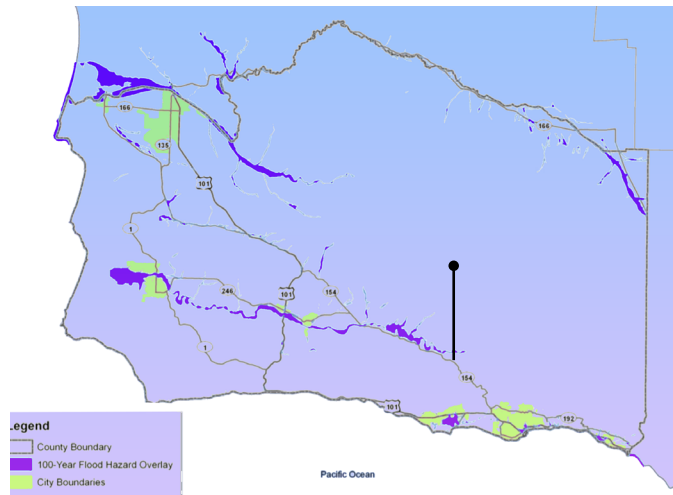 166
166
135
101
1
154
101
246
1
154
101
192
Legend
County Boundary
100-Year Flood Hazard Overlay
City Boundaries
Pacific Ocean